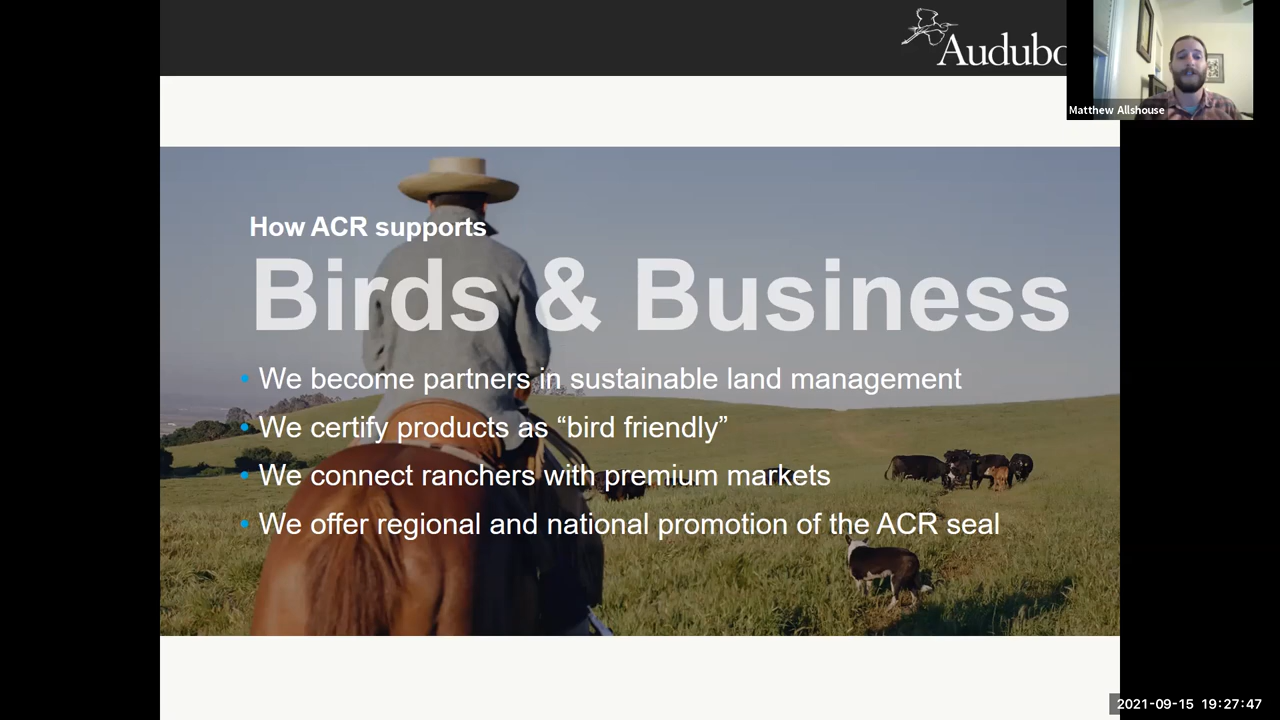 Audubo
Matthew Allshouse
How ACR supports
Birds & Business
• We become partners in sustainable land management
• We certify products as “bird friendly”
• We connect ranchers with premium markets
• We offer regional and national promotion of the ACR seal
2021-09-15 19:27:47